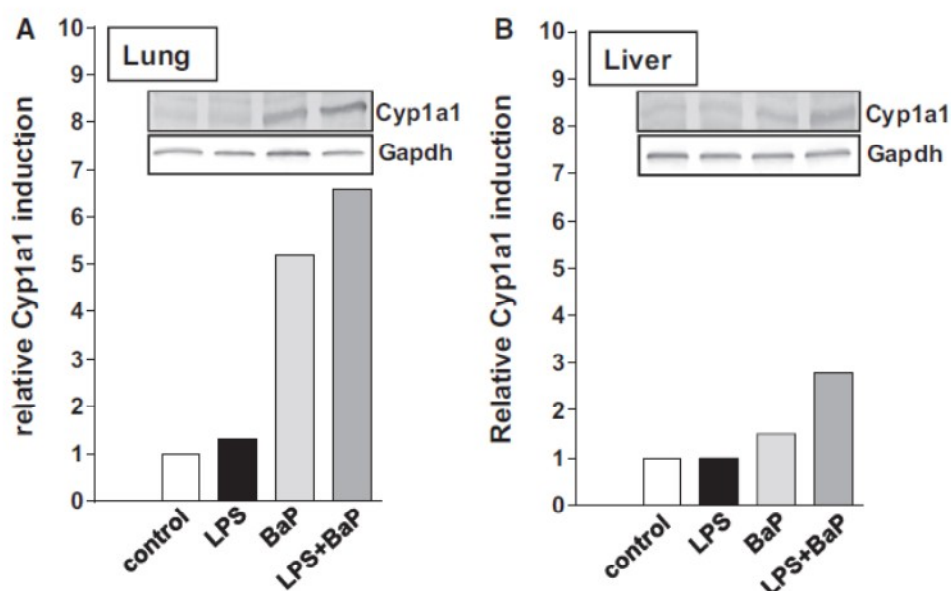 A
Lung
relative Cyp1a1 induction
10
9
8
7
6
5
4
3
2
1
0
Cyp1a1
Gapdh
control
LPS
BaP
LPS+BaP
B
Liver
Relative Cyp1a1 induction
10
9
8
7
6
5
4
3
2
1
0
Cyp1a1
Gapdh
control
LPS
BaP
LPS+BaP